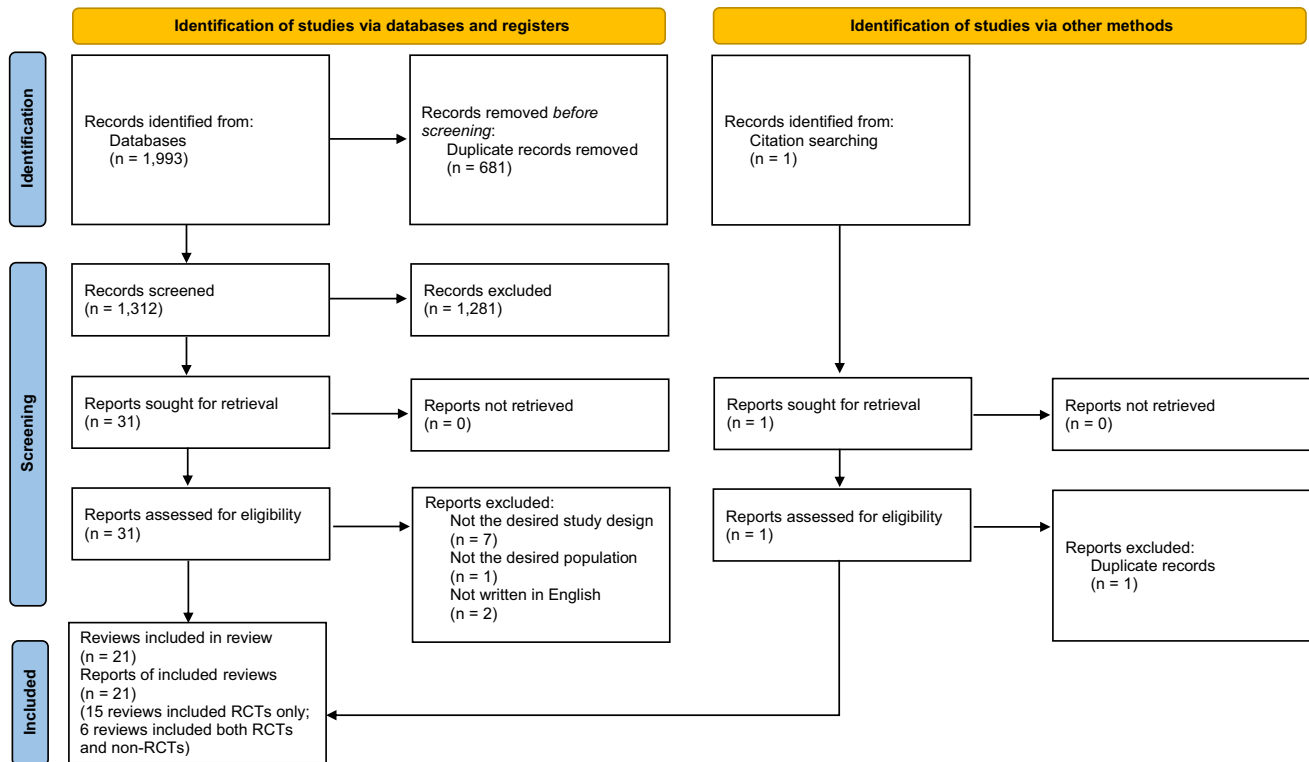 Identification of studies via databases and registers
Identification of studies via other methods
Identification
Records identified from:
Databases
(n = 1,993)
Records removed before
screening:
Duplicate records removed
(n = 681)
Records identified from:
Citation searching
(n = 1)
Screening
Records screened
(n = 1,312)
Records excluded
(n = 1,281)
Reports sought for retrieval
(n = 31)
Reports not retrieved
(n = 0)
Reports sought for retrieval
(n = 1)
Reports not retrieved
(n = 0)
Reports assessed for eligibility
(n = 31)
Reports excluded:
Not the desired study design
(n = 7)
Not the desired population
(n = 1)
Not written in English
(n = 2)
Reports assessed for eligibility
(n = 1)
Reports excluded:
Duplicate records
(n = 1)
Included
Reviews included in review
(n = 21)
Reports of included reviews
(n = 21)
(15 reviews included RCTs only;
6 reviews included both RCTs
and non-RCTs)